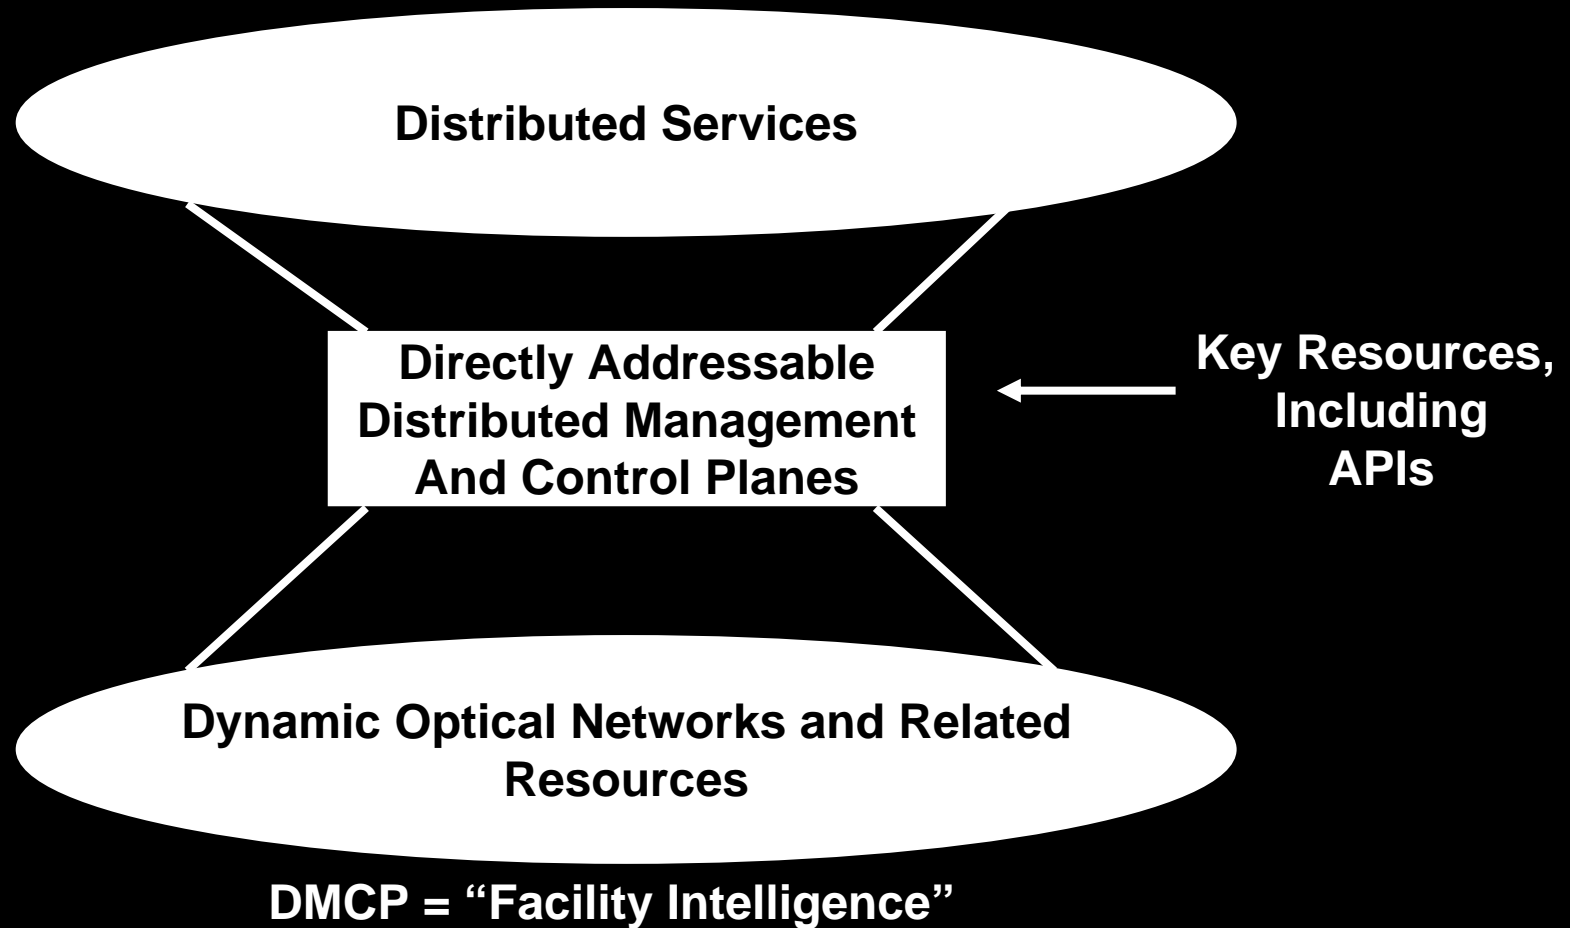 Distributed Services
Directly Addressable
Distributed Management
And Control Planes
Key Resources,
Including
APIs
Dynamic Optical Networks and Related
Resources
DMCP = “Facility Intelligence”